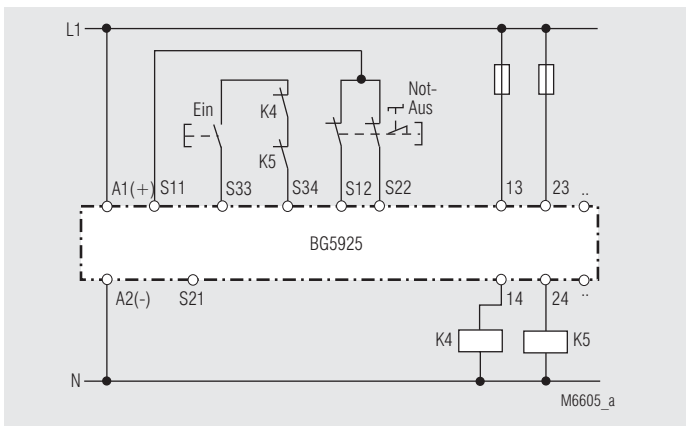 L1
Not-
Aus
Ein
K4
K5
A1(+) S11 S33 S34 S12 S22 13 23 ..
BG5925
A2(-) S21 14 24 ..
K4 K5
N
M6605_a